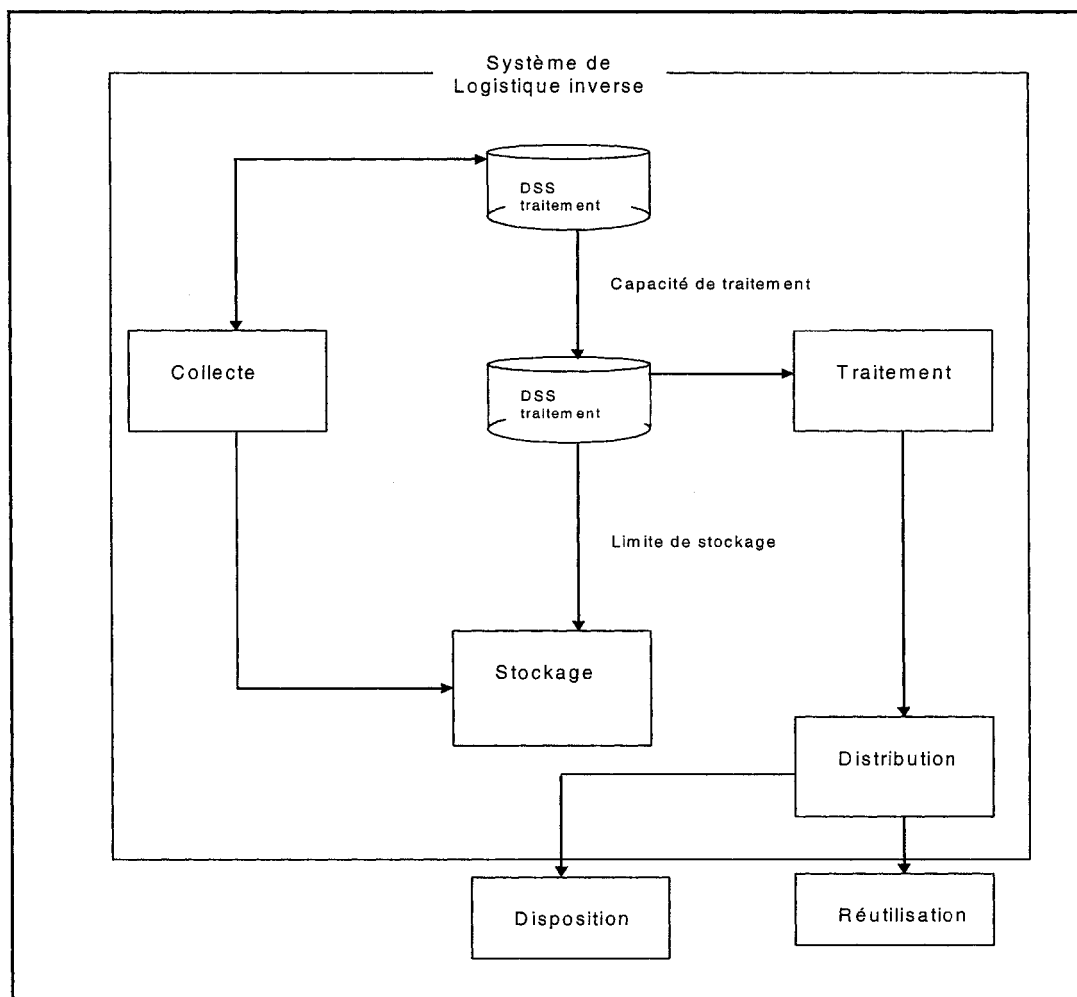 Système de
Logistique inverse
DSS
traitement
Capacité de traitement
Collecte
DSS
traitement
Traitement
Limite de stockage
Stockage
Distribution
Disposition
Réutilisation